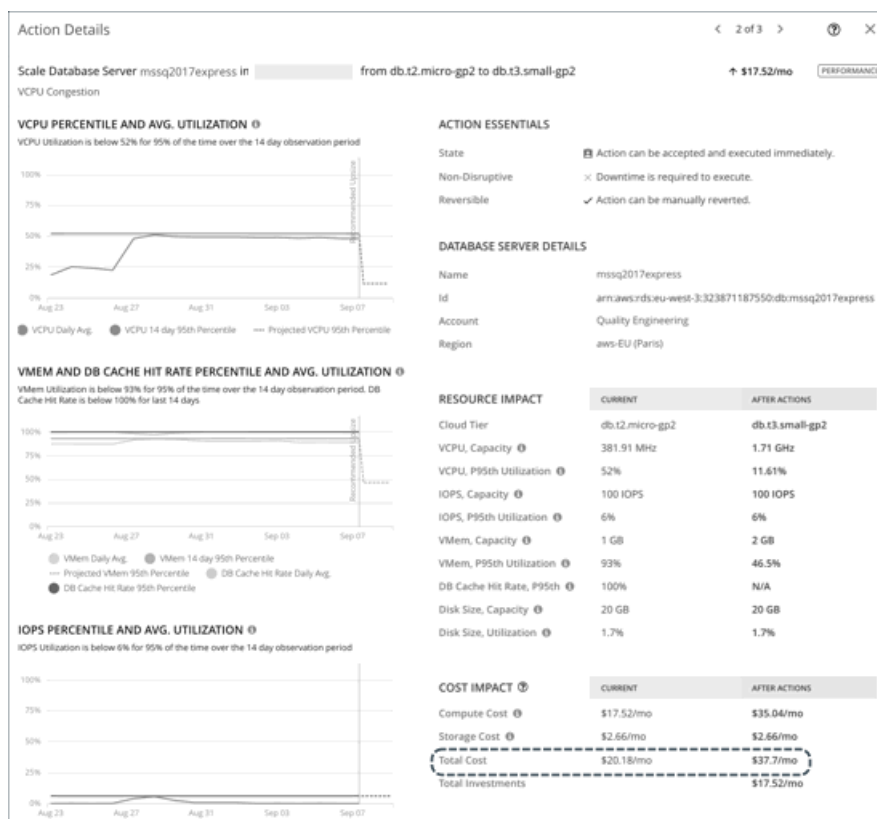 Action Details
< 2 of 3 >
Scale Database Server mssq2017express in from db.t2.micro-gp2 to db.t3.small-gp2
↑ $17.52/mo
PERFORMANC
VCPU Congestion
VCPU PERCENTILE AND AVG. UTILIZATION
VCPU Utilization is below 52% for 95% of the time over the 14 day observation period
100%
75%
50%
25%
0%
Recommended Upsize
Aug 23 Aug 27 Aug 31 Sep 03 Sep 07
VCPU Daily Avg. VCPU 14 day 95th Percentile Projected VCPU 95th Percentile
VMEM AND DB CACHE HIT RATE PERCENTILE AND AVG. UTILIZATION
VMem Utilization is below 93% for 95% of the time over the 14 day observation period. DB
Cache Hit Rate is below 100% for last 14 days
100%
75%
50%
25%
0%
Recommended Upsize
Aug 23 Aug 27 Aug 31 Sep 03 Sep 07
VMem Daily Avg. VMem 14 day 95th Percentile
Projected VMem 95th Percentile DB Cache Hit Rate Daily Avg.
DB Cache Hit Rate 95th Percentile
IOPS PERCENTILE AND AVG. UTILIZATION
IOPS Utilization is below 6% for 95% of the time over the 14 day observation period
100%
75%
50%
25%
0%
Aug 23 Aug 27 Aug 31 Sep 03 Sep 07
ACTION ESSENTIALS
State Action can be accepted and executed immediately.
Non-Disruptive × Downtime is required to execute.
Reversible ✓ Action can be manually reverted.
DATABASE SERVER DETAILS
Name mssq2017express
Id arn:aws:rds:eu-west-3:323871187550:db:mssq2017express
Account Quality Engineering
Region aws-EU (Paris)
RESOURCE IMPACT CURRENT AFTER ACTIONS
Cloud Tier db.t2.micro-gp2 db.t3.small-gp2
VCPU, Capacity 381.91 MHz 1.71 GHz
VCPU, P95th Utilization 52% 11.61%
IOPS, Capacity 100 IOPS 100 IOPS
IOPS, P95th Utilization 6% 6%
VMem, Capacity 1 GB 2 GB
VMem, P95th Utilization 93% 46.5%
DB Cache Hit Rate, P95th 100% N/A
Disk Size, Capacity 20 GB 20 GB
Disk Size, Utilization 1.7% 1.7%
COST IMPACT CURRENT AFTER ACTIONS
Compute Cost $17.52/mo $35.04/mo
Storage Cost $2.66/mo $2.66/mo
Total Cost $20.18/mo $37.7/mo
Total Investments $17.52/mo